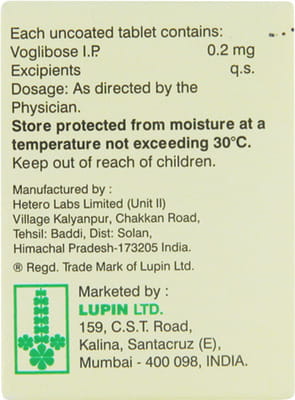 Each uncoated tablet contains:
Voglibose I.P. 0.2 mg
Excipients q.s.
Dosage: As directed by the
Physician.
Store protected from moisture at a
temperature not exceeding 30°C.
Keep out of reach of children.
Manufactured by :
Hetero Labs Limited (Unit II)
Village Kalyanpur, Chakkan Road,
Tehsil: Baddi, Dist: Solan,
Himachal Pradesh-173205 India.
® Regd. Trade Mark of Lupin Ltd.
Marketed by :
LUPIN LTD.
159, C.S.T. Road,
Kalina, Santacruz (E),
Mumbai - 400 098, INDIA.